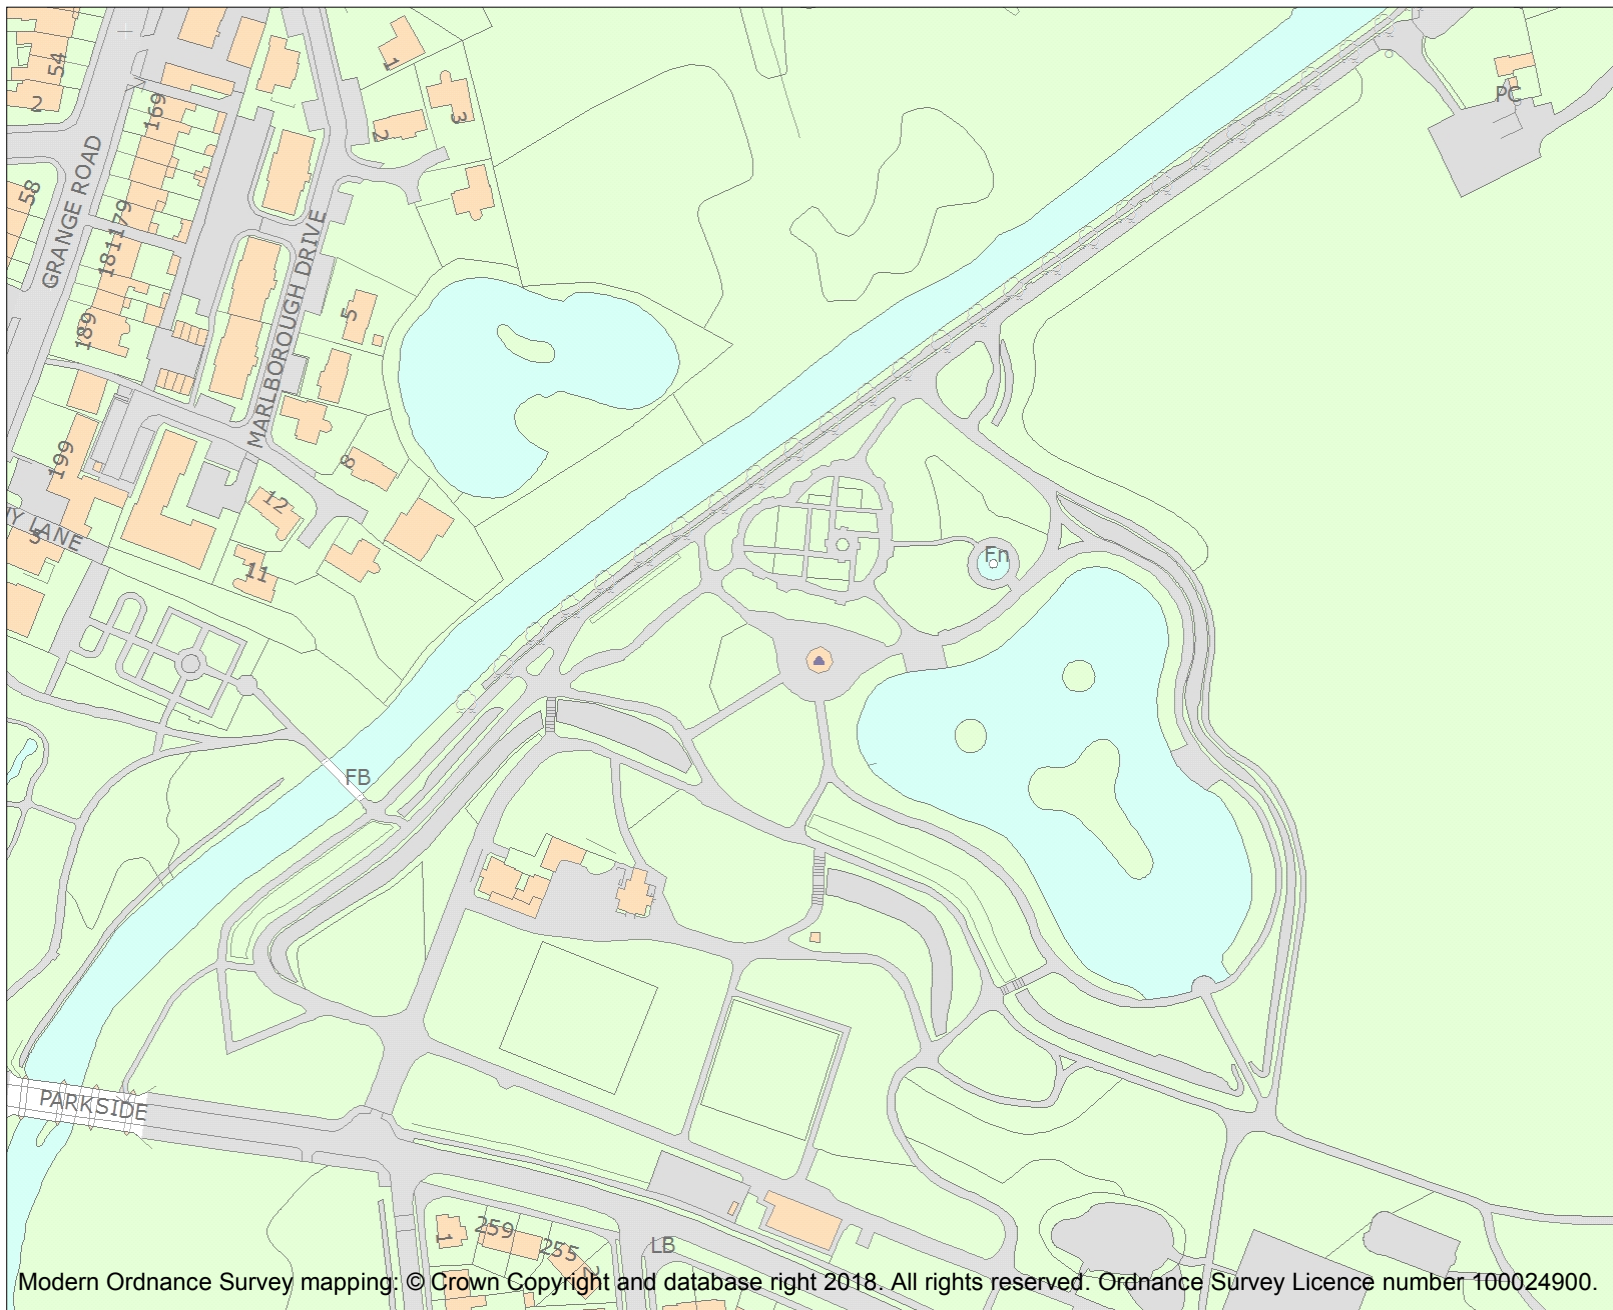 54
1
2
169
2
3
PC
GRANGE ROAD
58
179
181
189
5
MARLBOROUGH DRIVE
199
8
12
NY LANE
5
11
Fn
FB
PARKSIDE
1
259
255
LB
2
Modern Ordnance Survey mapping: © Crown Copyright and database right 2018. All rights reserved. Ordnance Survey Licence number 100024900.